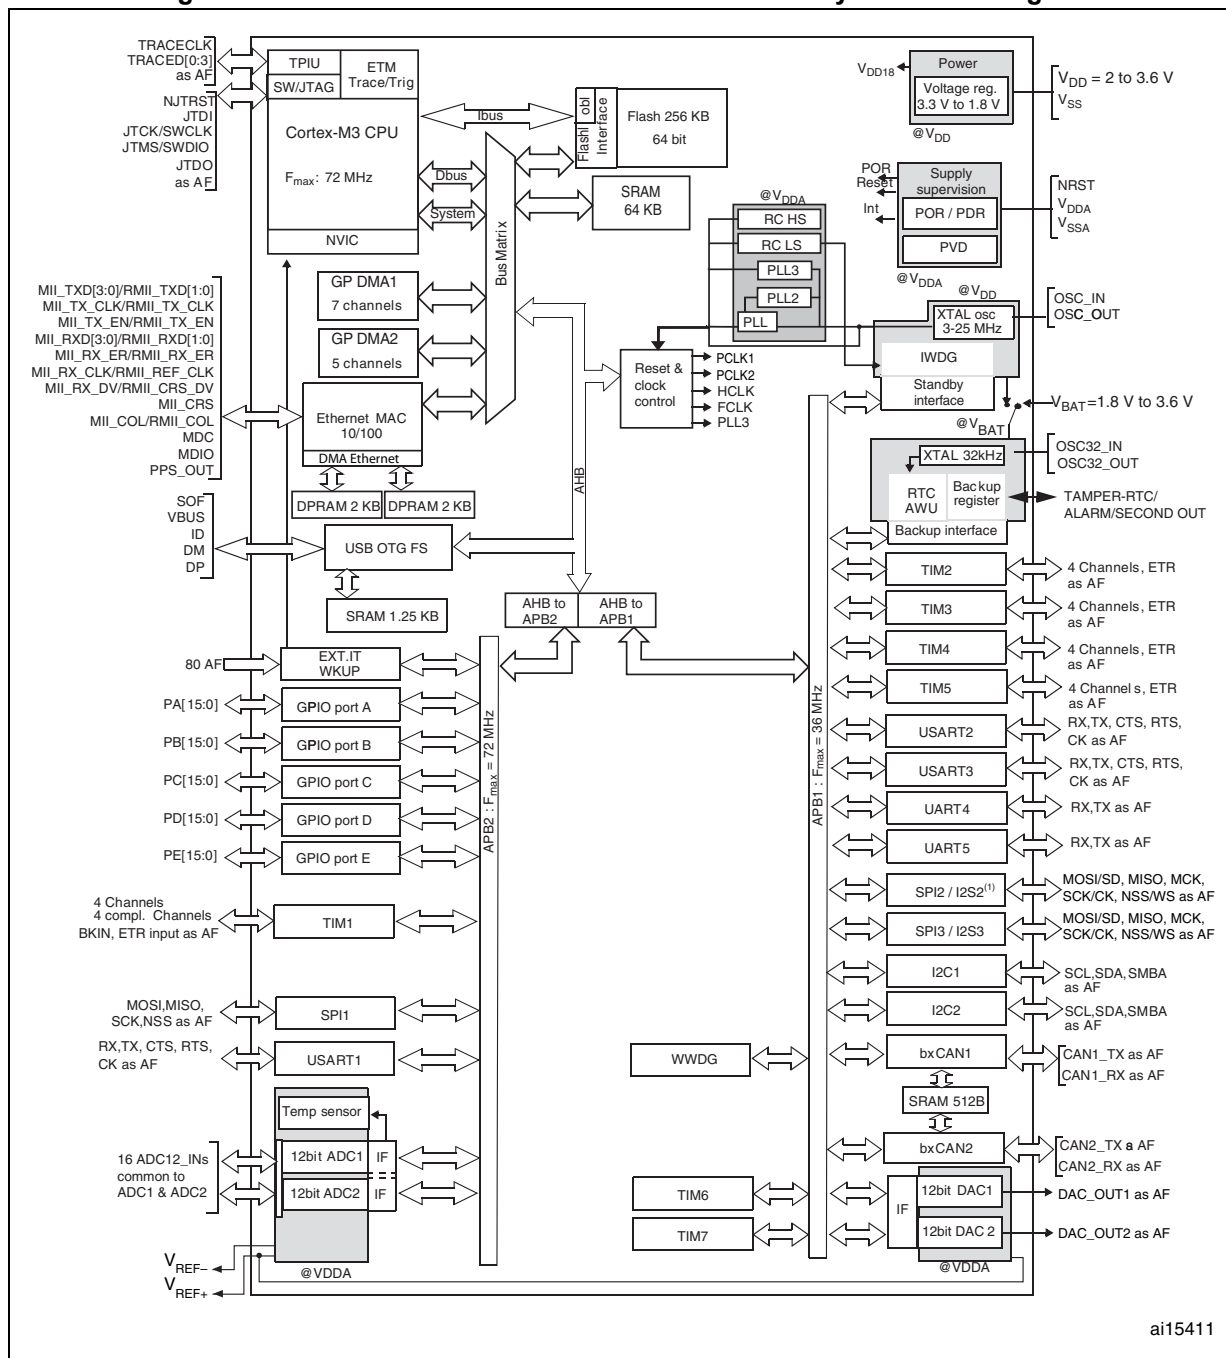 TRACECLK
TRACED[0:3]
as AF
NJTRST
JTDI
JTCK/SWCLK
JTMS/SWDIO
JTDO
as AF
TPIU
SW/JTAG
ETM
Trace/Trig
Cortex-M3 CPU
Fmax: 72 MHz
NVIC
Ibus
Dbus
System
Bus Matrix
Flashl obl
Interface
Flash 256 KB
64 bit
SRAM
64 KB
VDD18
Power
Voltage reg.
3.3 V to 1.8 V
@VDD
VDD = 2 to 3.6 V
VSS
POR
Reset
Int
Supply
supervision
POR / PDR
PVD
@VDDA
NRST
VDDA
VSSA
@VDDA
RC HS
RC LS
PLL3
PLL2
PLL
@VDD
XTAL osc
3-25 MHz
IWDG
Standby
interface
OSC_IN
OSC_OUT
GP DMA1
7 channels
GP DMA2
5 channels
MII_TXD[3:0]/RMII_TXD[1:0]
MII_TX_CLK/RMII_TX_CLK
MII_TX_EN/RMII_TX_EN
MII_RXD[3:0]/RMII_RXD[1:0]
MII_RX_ER/RMII_RX_ER
MII_RX_CLK/RMII_REF_CLK
MII_RX_DV/RMII_CRS_DV
MII_CRS
MII_COL/RMII_COL
MDC
MDIO
PPS_OUT
Ethernet MAC
10/100
DMA Ethernet
DPRAM 2 KB
DPRAM 2 KB
Reset &
clock
control
PCLK1
PCLK2
HCLK
FCLK
PLL3
VBAT=1.8 V to 3.6 V
@VBAT
XTAL 32kHz
RTC
AWU
Backup
register
Backup interface
OSC32_IN
OSC32_OUT
TAMPER-RTC/
ALARM/SECOND OUT
AHB
SOF
VBUS
ID
DM
DP
USB OTG FS
SRAM 1.25 KB
AHB to
APB2
AHB to
APB1
80 AF
EXT.IT
WKUP
PA[15:0]
GPIO port A
PB[15:0]
GPIO port B
PC[15:0]
GPIO port C
PD[15:0]
GPIO port D
PE[15:0]
GPIO port E
4 Channels
4 compl. Channels
BKIN, ETR input as AF
TIM1
MOSI,MISO,
SCK,NSS as AF
SPI1
RX,TX, CTS, RTS,
CK as AF
USART1
Temp sensor
16 ADC12_INs
common to
ADC1 & ADC2
12bit ADC1
IF
12bit ADC2
IF
VREF–
VREF+
@VDDA
APB2 : Fmax = 72 MHz
APB1 : Fmax = 36 MHz
TIM2
4 Channels, ETR
as AF
TIM3
4 Channels, ETR
as AF
TIM4
4 Channels, ETR
as AF
TIM5
4 Channels, ETR
as AF
USART2
RX,TX, CTS, RTS,
CK as AF
USART3
RX,TX, CTS, RTS,
CK as AF
UART4
RX,TX as AF
UART5
RX,TX as AF
SPI2 / I2S2(1)
MOSI/SD, MISO, MCK,
SCK/CK, NSS/WS as AF
SPI3 / I2S3
MOSI/SD, MISO, MCK,
SCK/CK, NSS/WS as AF
I2C1
SCL,SDA,SMBA
as AF
I2C2
SCL,SDA,SMBA
as AF
WWDG
bxCAN1
CAN1_TX as AF
CAN1_RX as AF
SRAM 512B
bxCAN2
CAN2_TX a AF
CAN2_RX as AF
TIM6
TIM7
IF
12bit DAC1
DAC_OUT1 as AF
12bit DAC 2
DAC_OUT2 as AF
@VDDA
ai15411